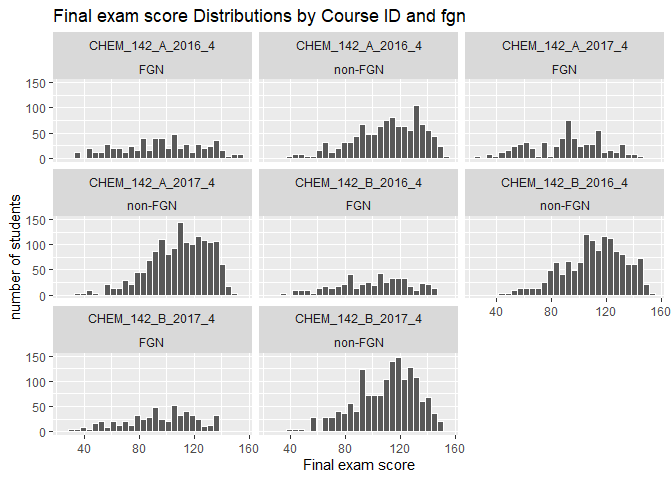 Final exam score Distributions by Course ID and fgn
CHEM_142_A_2016_4
FGN
CHEM_142_A_2016_4
non-FGN
CHEM_142_A_2017_4
FGN
150
100
50
0
CHEM_142_A_2017_4
non-FGN
CHEM_142_B_2016_4
FGN
CHEM_142_B_2016_4
non-FGN
150
100
50
0
40 80 120 160
CHEM_142_B_2017_4
FGN
CHEM_142_B_2017_4
non-FGN
150
100
50
0
40 80 120 160
40 80 120 160
number of students
Final exam score